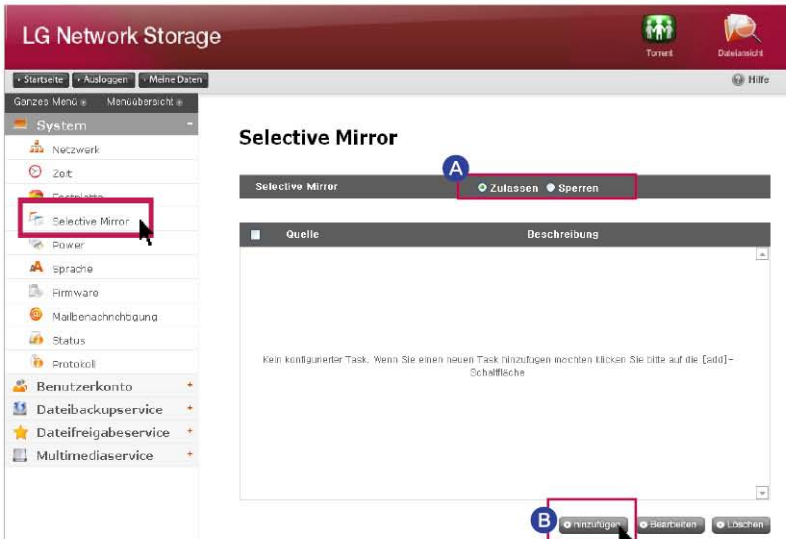 LG Network Storage
Torrent
Dateiansicht
Startseite
Ausloggen
Meine Daten
Hilfe
Ganzes Menü
Menüübersicht
System
Netzwerk
Zeit
Festplatte
Selective Mirror
Power
Sprache
Firmware
Mailbenachrichtigung
Status
Protokoll
Benutzerkonto
Dateibackupservice
Dateifreigabeservice
Multimediaservice
Selective Mirror
A
Selective Mirror
Zulassen
Sperren
Quelle
Beschreibung
Kein konfigurierter Task. Wenn Sie einen neuen Task hinzufügen möchten klicken Sie bitte auf die [add]-
Schaltfläche
B
hinzufügen
Bearbeiten
Löschen